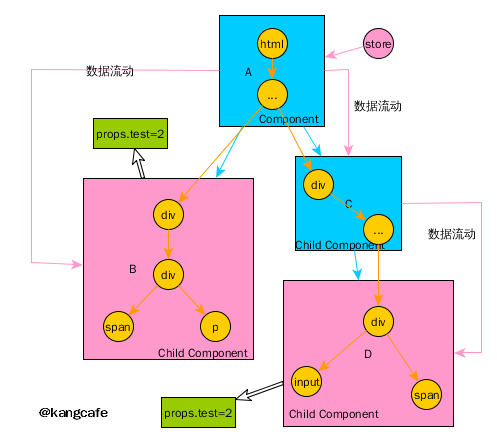 html
store
A
数据流动
...
数据流动
Component
props.test=2
div
C
div
...
数据流动
Child Component
B
div
span
p
div
Child Component
D
input
span
@kangcafe
props.test=2
Child Component